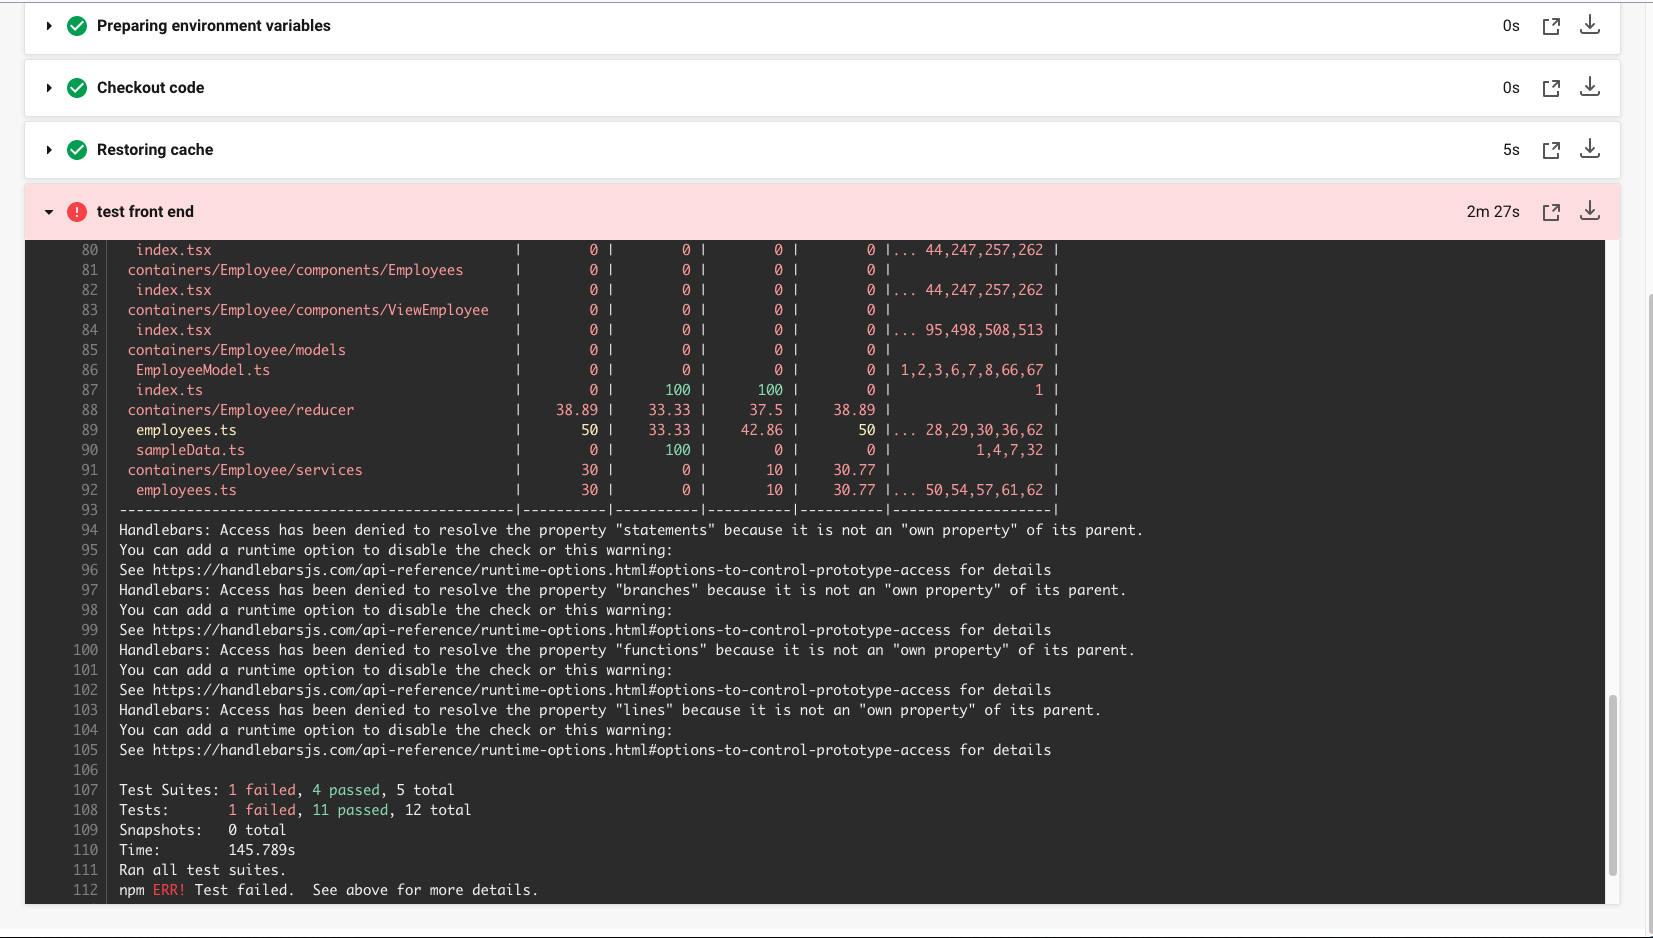 Preparing environment variables 0s
Checkout code 0s
Restoring cache 5s
! test front end 2m 27s
80 index.tsx | 0 | 0 | 0 | 0 |... 44,247,257,262 |
81 containers/Employee/components/Employees | 0 | 0 | 0 | 0 | |
82 index.tsx | 0 | 0 | 0 | 0 |... 44,247,257,262 |
83 containers/Employee/components/ViewEmployee | 0 | 0 | 0 | 0 | |
84 index.tsx | 0 | 0 | 0 | 0 |... 95,498,508,513 |
85 containers/Employee/models | 0 | 0 | 0 | 0 | |
86 EmployeeModel.ts | 0 | 0 | 0 | 0 | 1,2,3,6,7,8,66,67 |
87 index.ts | 0 | 100 | 100 | 0 | 1 |
88 containers/Employee/reducer | 38.89 | 33.33 | 37.5 | 38.89 | |
89 employees.ts | 50 | 33.33 | 42.86 | 50 |... 28,29,30,36,62 |
90 sampleData.ts | 0 | 100 | 0 | 0 | 1,4,7,32 |
91 containers/Employee/services | 30 | 0 | 10 | 30.77 | |
92 employees.ts | 30 | 0 | 10 | 30.77 |... 50,54,57,61,62 |
93 -----------------------------------------------|----------|----------|----------|----------|-------------------|
94 Handlebars: Access has been denied to resolve the property "statements" because it is not an "own property" of its parent.
95 You can add a runtime option to disable the check or this warning:
96 See https://handlebarsjs.com/api-reference/runtime-options.html#options-to-control-prototype-access for details
97 Handlebars: Access has been denied to resolve the property "branches" because it is not an "own property" of its parent.
98 You can add a runtime option to disable the check or this warning:
99 See https://handlebarsjs.com/api-reference/runtime-options.html#options-to-control-prototype-access for details
100 Handlebars: Access has been denied to resolve the property "functions" because it is not an "own property" of its parent.
101 You can add a runtime option to disable the check or this warning:
102 See https://handlebarsjs.com/api-reference/runtime-options.html#options-to-control-prototype-access for details
103 Handlebars: Access has been denied to resolve the property "lines" because it is not an "own property" of its parent.
104 You can add a runtime option to disable the check or this warning:
105 See https://handlebarsjs.com/api-reference/runtime-options.html#options-to-control-prototype-access for details
106
107 Test Suites: 1 failed, 4 passed, 5 total
108 Tests: 1 failed, 11 passed, 12 total
109 Snapshots: 0 total
110 Time: 145.789s
111 Ran all test suites.
112 npm ERR! Test failed. See above for more details.